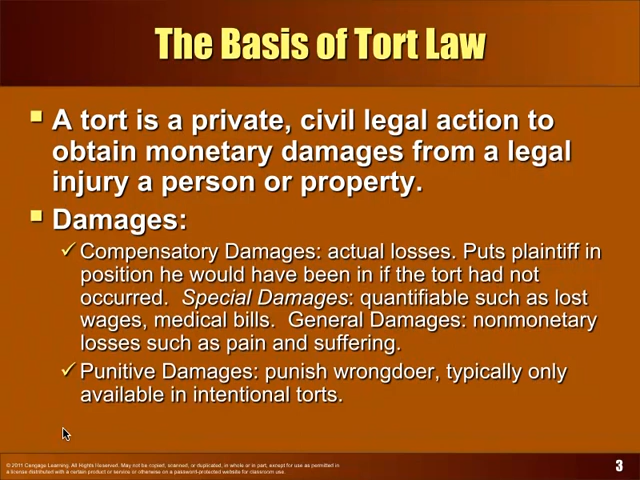 The Basis of Tort Law
A tort is a private, civil legal action to
obtain monetary damages from a legal
injury a person or property.
Damages:
Compensatory Damages: actual losses. Puts plaintiff in
position he would have been in if the tort had not
occurred. Special Damages: quantifiable such as lost
wages, medical bills. General Damages: nonmonetary
losses such as pain and suffering.
Punitive Damages: punish wrongdoer, typically only
available in intentional torts.
© 2011 Cengage Learning. All Rights Reserved. May not be copied, scanned, or duplicated, in whole or in part, except for use as permitted in
a license distributed with a certain product or service or otherwise on a password-protected website for classroom use.
3